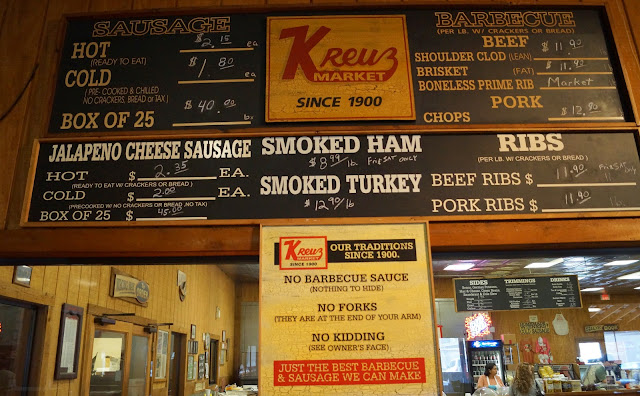 SAUSAGE
HOT $ 2.15 ea
(READY TO EAT)
COLD $ 1.80 ea
(PRE-COOKED & CHILLED
NO CRACKERS, BREAD or TAX)
BOX OF 25 $ 40.00 bx
Kreuz
MARKET
SINCE 1900
BARBECUE
(PER LB. W/ CRACKERS OR BREAD)
BEEF
SHOULDER CLOD (LEAN) $ 11.90
BRISKET (FAT) $ 11.90
BONELESS PRIME RIB Market
PORK
CHOPS $ 12.90
JALAPENO CHEESE SAUSAGE
HOT $ 2.35 EA.
(READY TO EAT W/ CRACKERS OR BREAD)
COLD $ 2.00 EA.
(PRECOOKED W/ NO CRACKERS OR BREAD, NO TAX)
BOX OF 25 $ 45.00
SMOKED HAM
$ 8.99/lb. Fri & SAT ONLY
SMOKED TURKEY
$ 12.90/lb
RIBS
(PER LB. W/ CRACKERS OR BREAD)
BEEF RIBS $ 11.90 Fri & SAT only
PORK RIBS $ 11.90
Kreuz
MARKET
SINCE 1900
OUR TRADITIONS
SINCE 1900.
NO BARBECUE SAUCE
(NOTHING TO HIDE)
NO FORKS
(THEY ARE AT THE END OF YOUR ARM)
NO KIDDING
(SEE OWNER'S FACE)
JUST THE BEST BARBECUE
& SAUSAGE WE CAN MAKE
SIDES
TRIMMINGS
DRINKS